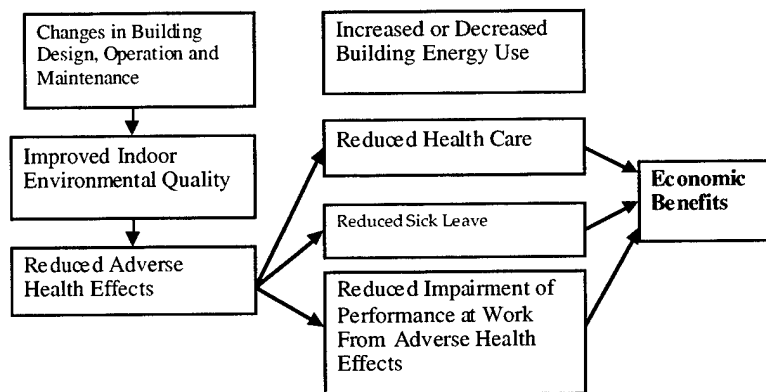 Changes in Building
Design, Operation and
Maintenance
Increased or Decreased
Building Energy Use
Improved Indoor
Environmental Quality
Reduced Health Care
Economic
Benefits
Reduced Sick Leave
Reduced Adverse
Health Effects
Reduced Impairment of
Performance at Work
From Adverse Health
Effects